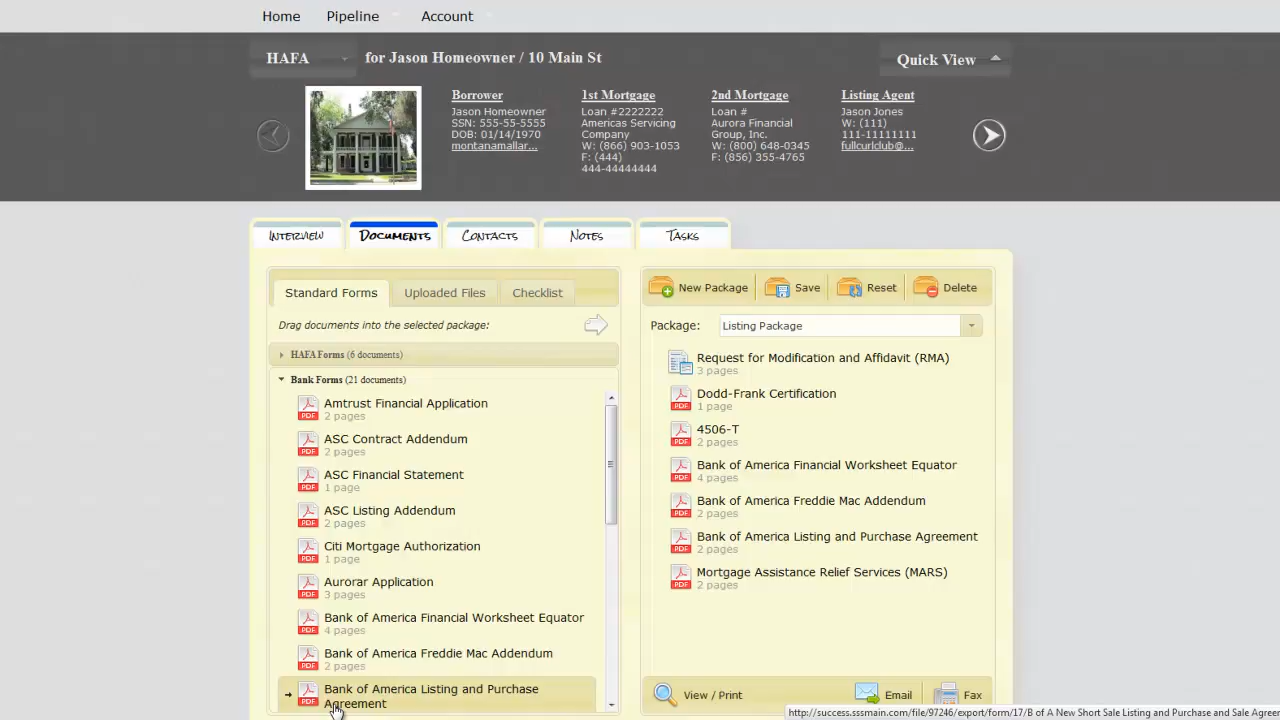 Home Pipeline Account
HAFA for Jason Homeowner / 10 Main St Quick View
Borrower
Jason Homeowner
SSN: 555-55-5555
DOB: 01/14/1970
montanamallar...
1st Mortgage
Loan #2222222
Americas Servicing
Company
W: (866) 903-1053
F: (444)
444-44444444
2nd Mortgage
Loan #
Aurora Financial
Group, Inc.
W: (800) 648-0345
F: (856) 355-4765
Listing Agent
Jason Jones
W: (111)
111-11111111
fullcurlclub@...
Interview Documents Contacts Notes Tasks
Standard Forms Uploaded Files Checklist
Drag documents into the selected package:
HAFA Forms (6 documents)
Bank Forms (21 documents)
Amtrust Financial Application
2 pages
ASC Contract Addendum
2 pages
ASC Financial Statement
1 page
ASC Listing Addendum
2 pages
Citi Mortgage Authorization
1 page
Aurorar Application
3 pages
Bank of America Financial Worksheet Equator
4 pages
Bank of America Freddie Mac Addendum
2 pages
Bank of America Listing and Purchase
Agreement
New Package Save Reset Delete
Package: Listing Package
Request for Modification and Affidavit (RMA)
3 pages
Dodd-Frank Certification
1 page
4506-T
2 pages
Bank of America Financial Worksheet Equator
4 pages
Bank of America Freddie Mac Addendum
2 pages
Bank of America Listing and Purchase Agreement
2 pages
Mortgage Assistance Relief Services (MARS)
2 pages
View / Print Email Fax
http://success.sssmain.com/file/97246/export/form/17/B of A New Short Sale Listing and Purchase and Sale Agreer